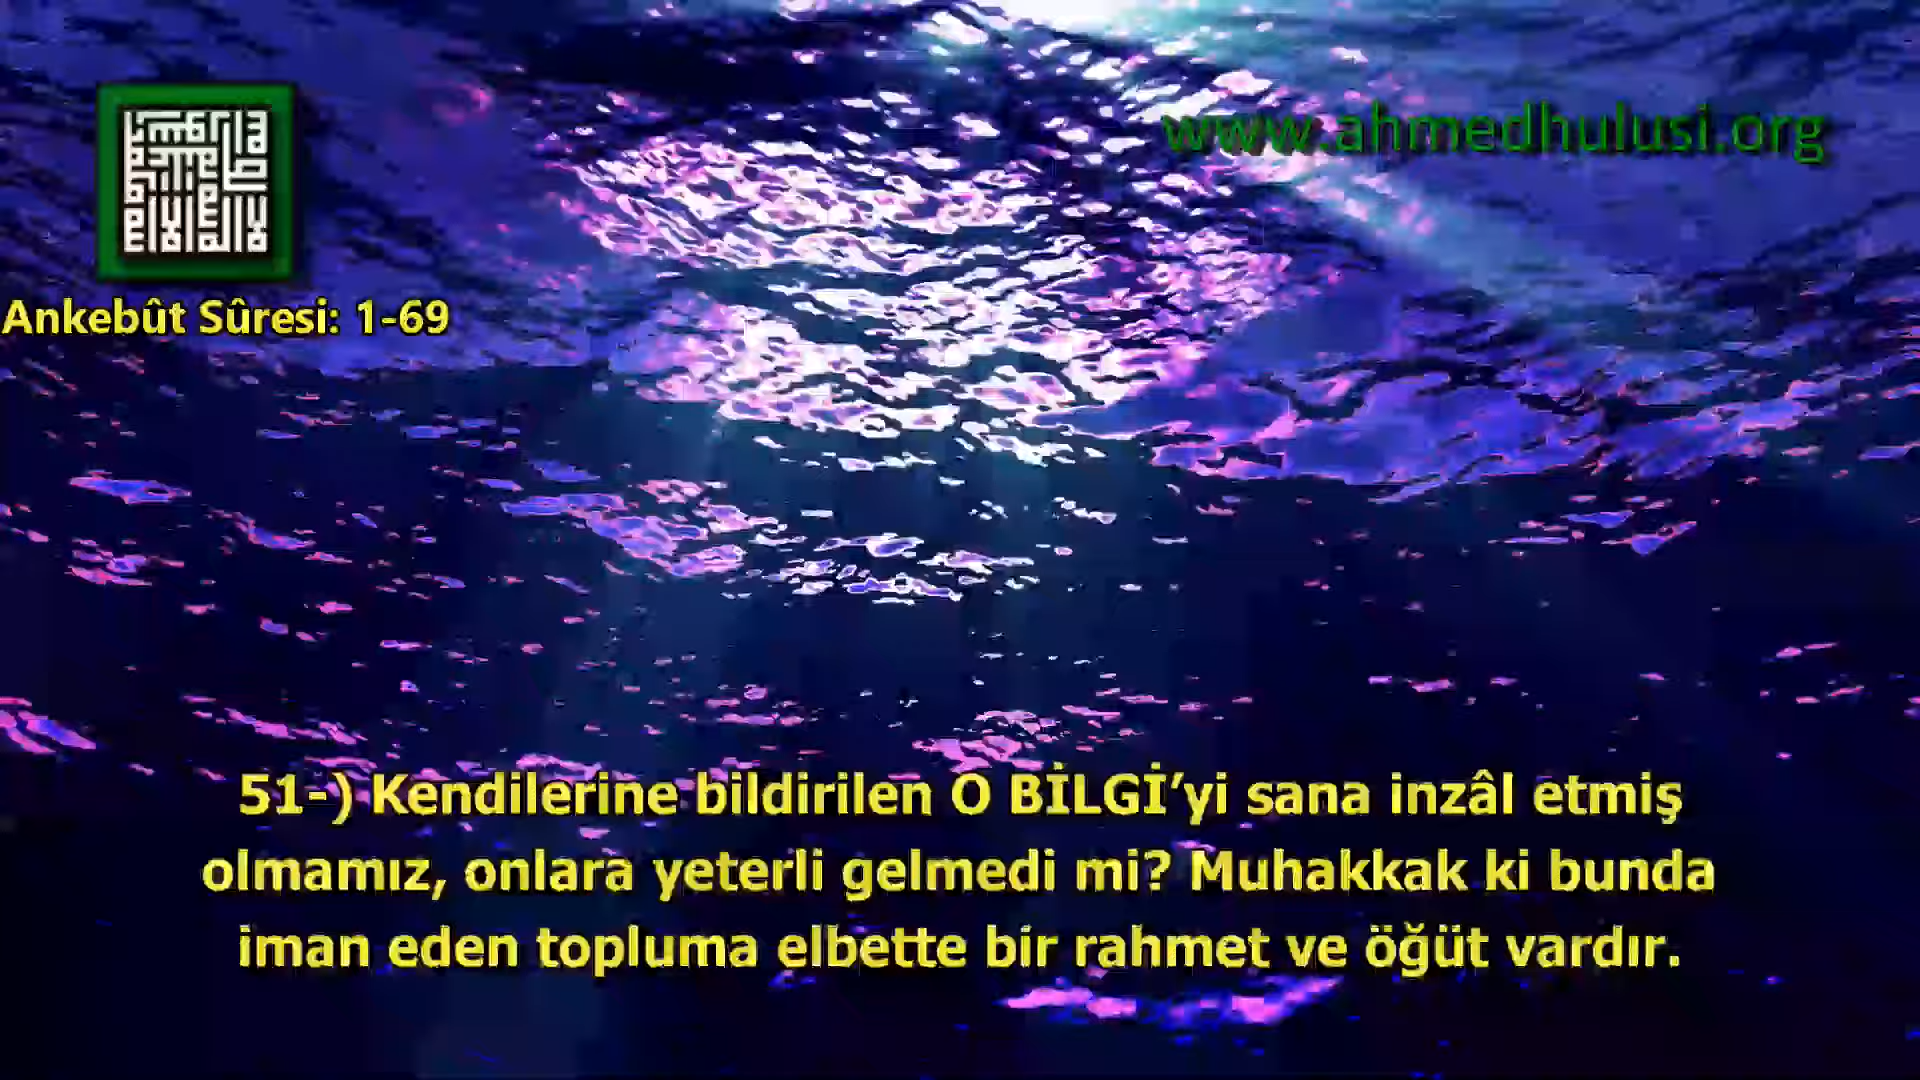 www.ahmedhulusi.org
Ankebût Sûresi: 1-69
51-) Kendilerine bildirilen O BİLGİ’yi sana inzâl etmiş
olmamız, onlara yeterli gelmedi mi? Muhakkak ki bunda
iman eden topluma elbette bir rahmet ve öğüt vardır.